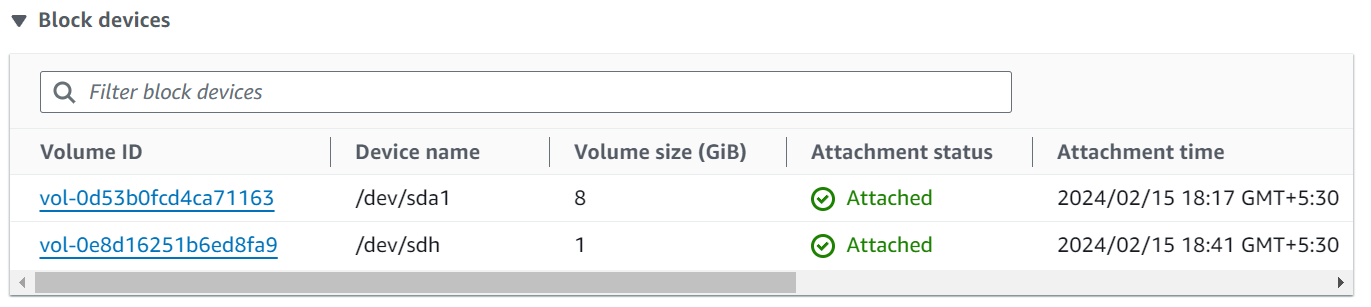 Block devices
Filter block devices
Volume ID Device name Volume size (GiB) Attachment status Attachment time
vol-0d53b0fcd4ca71163 /dev/sda1 8 Attached 2024/02/15 18:17 GMT+5:30
vol-0e8d16251b6ed8fa9 /dev/sdh 1 Attached 2024/02/15 18:41 GMT+5:30